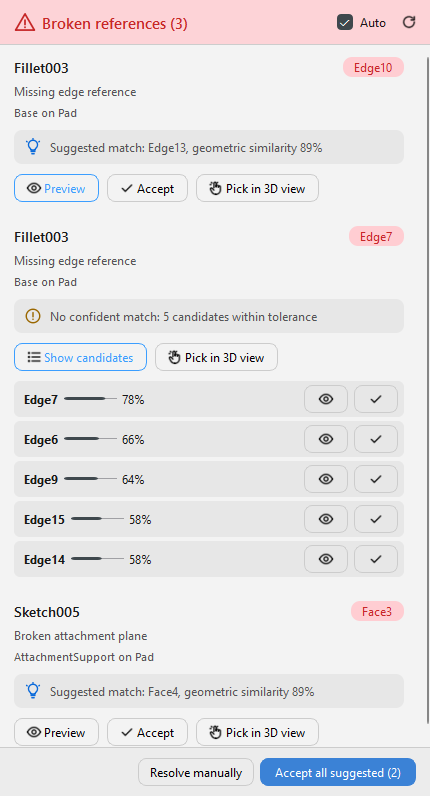 Broken references (3)
Auto
Fillet003
Edge10
Missing edge reference
Base on Pad
Suggested match: Edge13, geometric similarity 89%
Preview
Accept
Pick in 3D view
Fillet003
Edge7
Missing edge reference
Base on Pad
No confident match: 5 candidates within tolerance
Show candidates
Pick in 3D view
Edge7 78%
Edge6 66%
Edge9 64%
Edge15 58%
Edge14 58%
Sketch005
Face3
Broken attachment plane
AttachmentSupport on Pad
Suggested match: Face4, geometric similarity 89%
Preview
Accept
Pick in 3D view
Resolve manually
Accept all suggested (2)